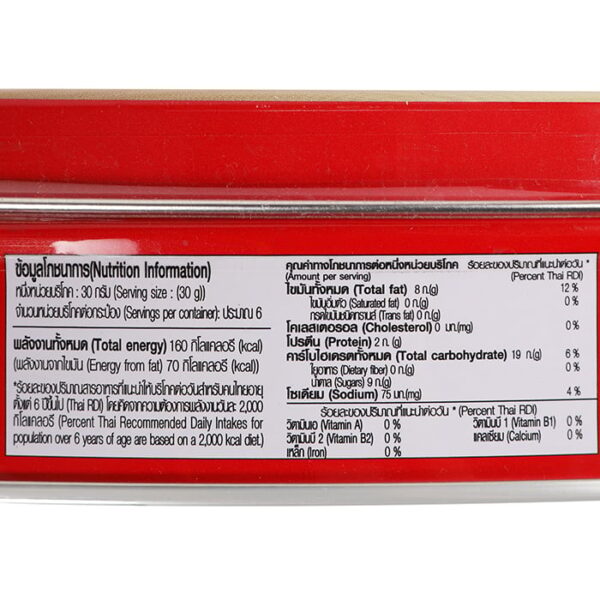 ข้อมูลโภชนาการ(Nutrition Information)
หนึ่งหน่วยบริโภค : 30 กรัม (Serving size : (30 g))
จำนวนหน่วยบริโภคต่อกระป๋อง (Servings per container): ประมาณ 6
พลังงานทั้งหมด (Total energy) 160 กิโลแคลอรี (kcal)
(พลังงานจากไขมัน (Energy from fat) 70 กิโลแคลอรี (kcal))
*ร้อยละของปริมาณสารอาหารที่แนะนำให้บริโภคต่อวันสำหรับคนไทยอายุ
ตั้งแต่ 6 ปีขึ้นไป (Thai RDI) โดยคิดจากความต้องการพลังงานวันละ 2,000
กิโลแคลอรี (Percent Thai Recommended Daily Intakes for
population over 6 years of age are based on a 2,000 kcal diet.)
คุณค่าทางโภชนาการต่อหนึ่งหน่วยบริโภค ร้อยละของปริมาณที่แนะนำต่อวัน *
(Amount per serving) (Percent Thai RDI)
ไขมันทั้งหมด (Total fat) 8 ก.(g) 12 %
ไขมันอิ่มตัว (Saturated fat) 0 ก.(g) 0 %
กรดไขมันชนิดทรานส์ (Trans fat) 0 ก.(g)
โคเลสเตอรอล (Cholesterol) 0 มก.(mg) 0%
โปรตีน (Protein) 2 ก. (g)
คาร์โบไฮเดรตทั้งหมด (Total carbohydrate) 19 ก.(g) 6 %
ใยอาหาร (Dietary fiber) 0 ก.(g) 0 %
น้ำตาล (Sugars) 9 ก.(g)
โซเดียม (Sodium) 75 มก.(mg) 4%
ร้อยละของปริมาณที่แนะนำต่อวัน * (Percent Thai RDI)
วิตามินเอ (Vitamin A) 0 % วิตามินบี 1 (Vitamin B1) 0 %
วิตามินบี 2 (Vitamin B2) 0 % แคลเซียม (Calcium) 0 %
เหล็ก (Iron) 0 %